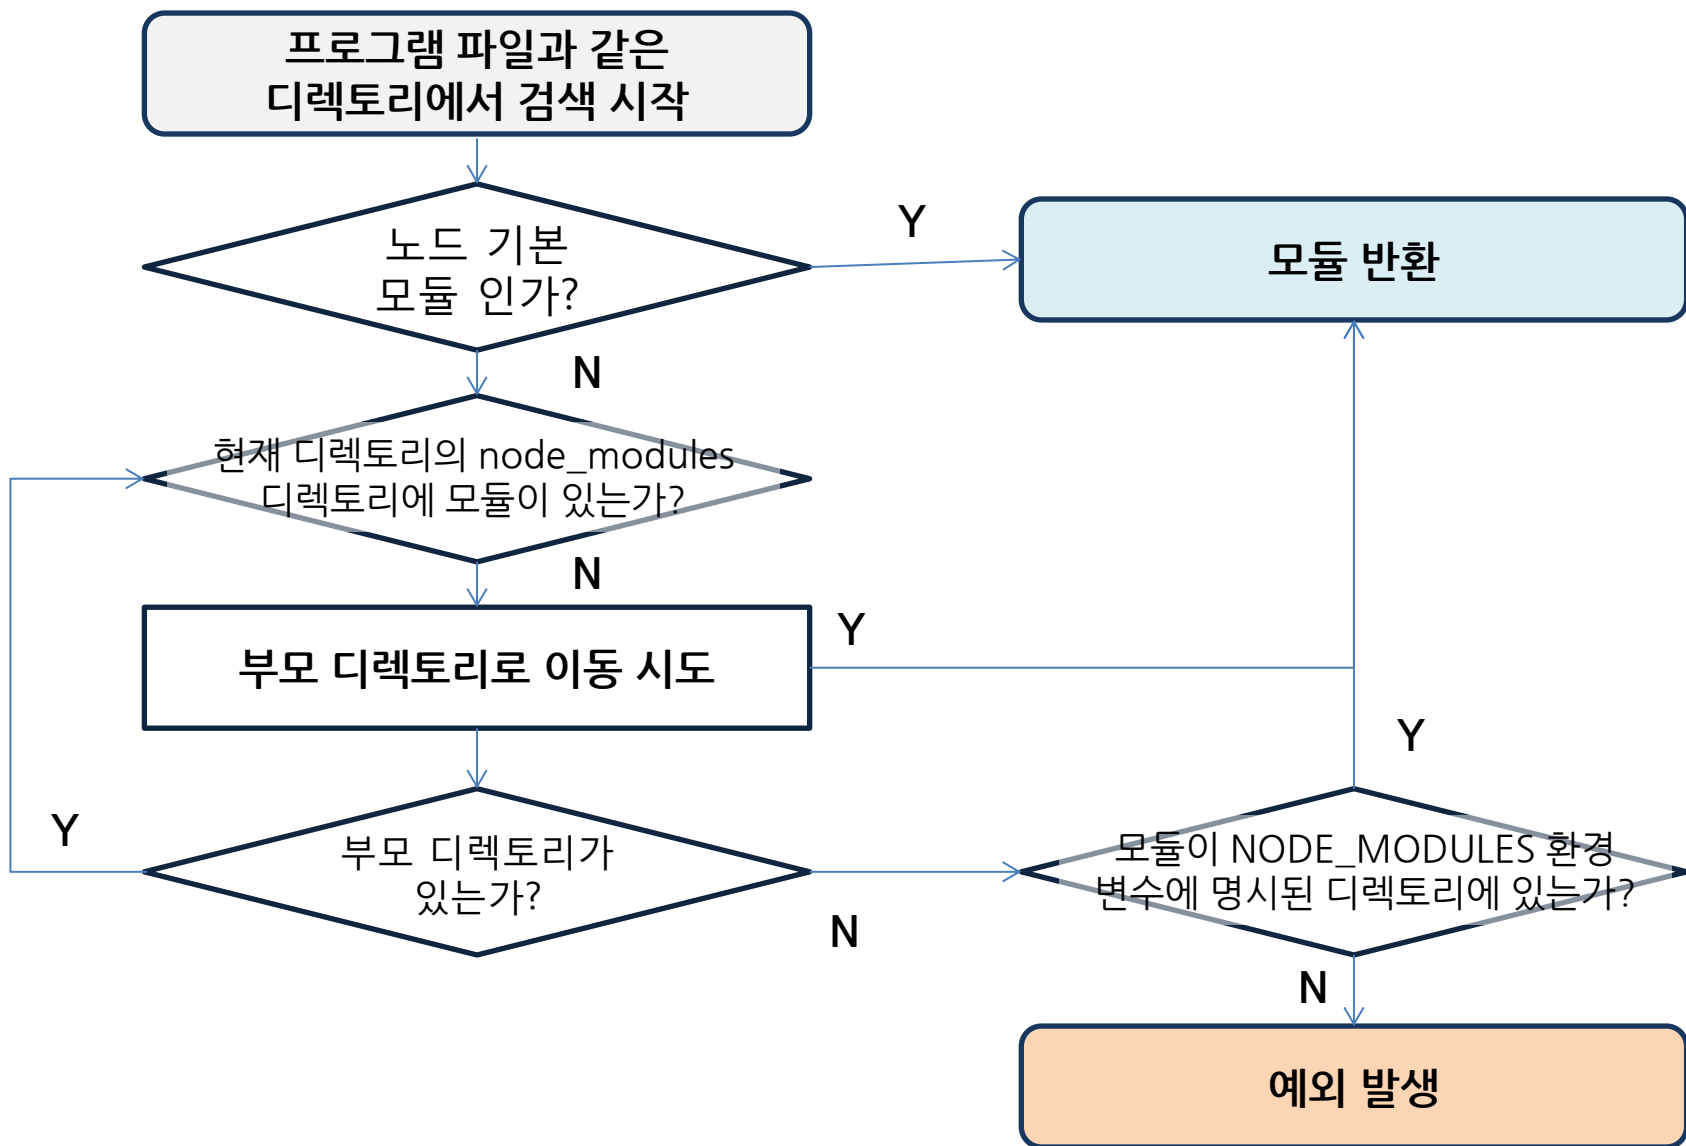 프로그램 파일과 같은
디렉토리에서 검색 시작
노드 기본
모듈 인가?
Y
모듈 반환
N
현재 디렉토리의 node_modules
디렉토리에 모듈이 있는가?
N
부모 디렉토리로 이동 시도
Y
Y
부모 디렉토리가
있는가?
Y
모듈이 NODE_MODULES 환경
변수에 명시된 디렉토리에 있는가?
N
N
예외 발생